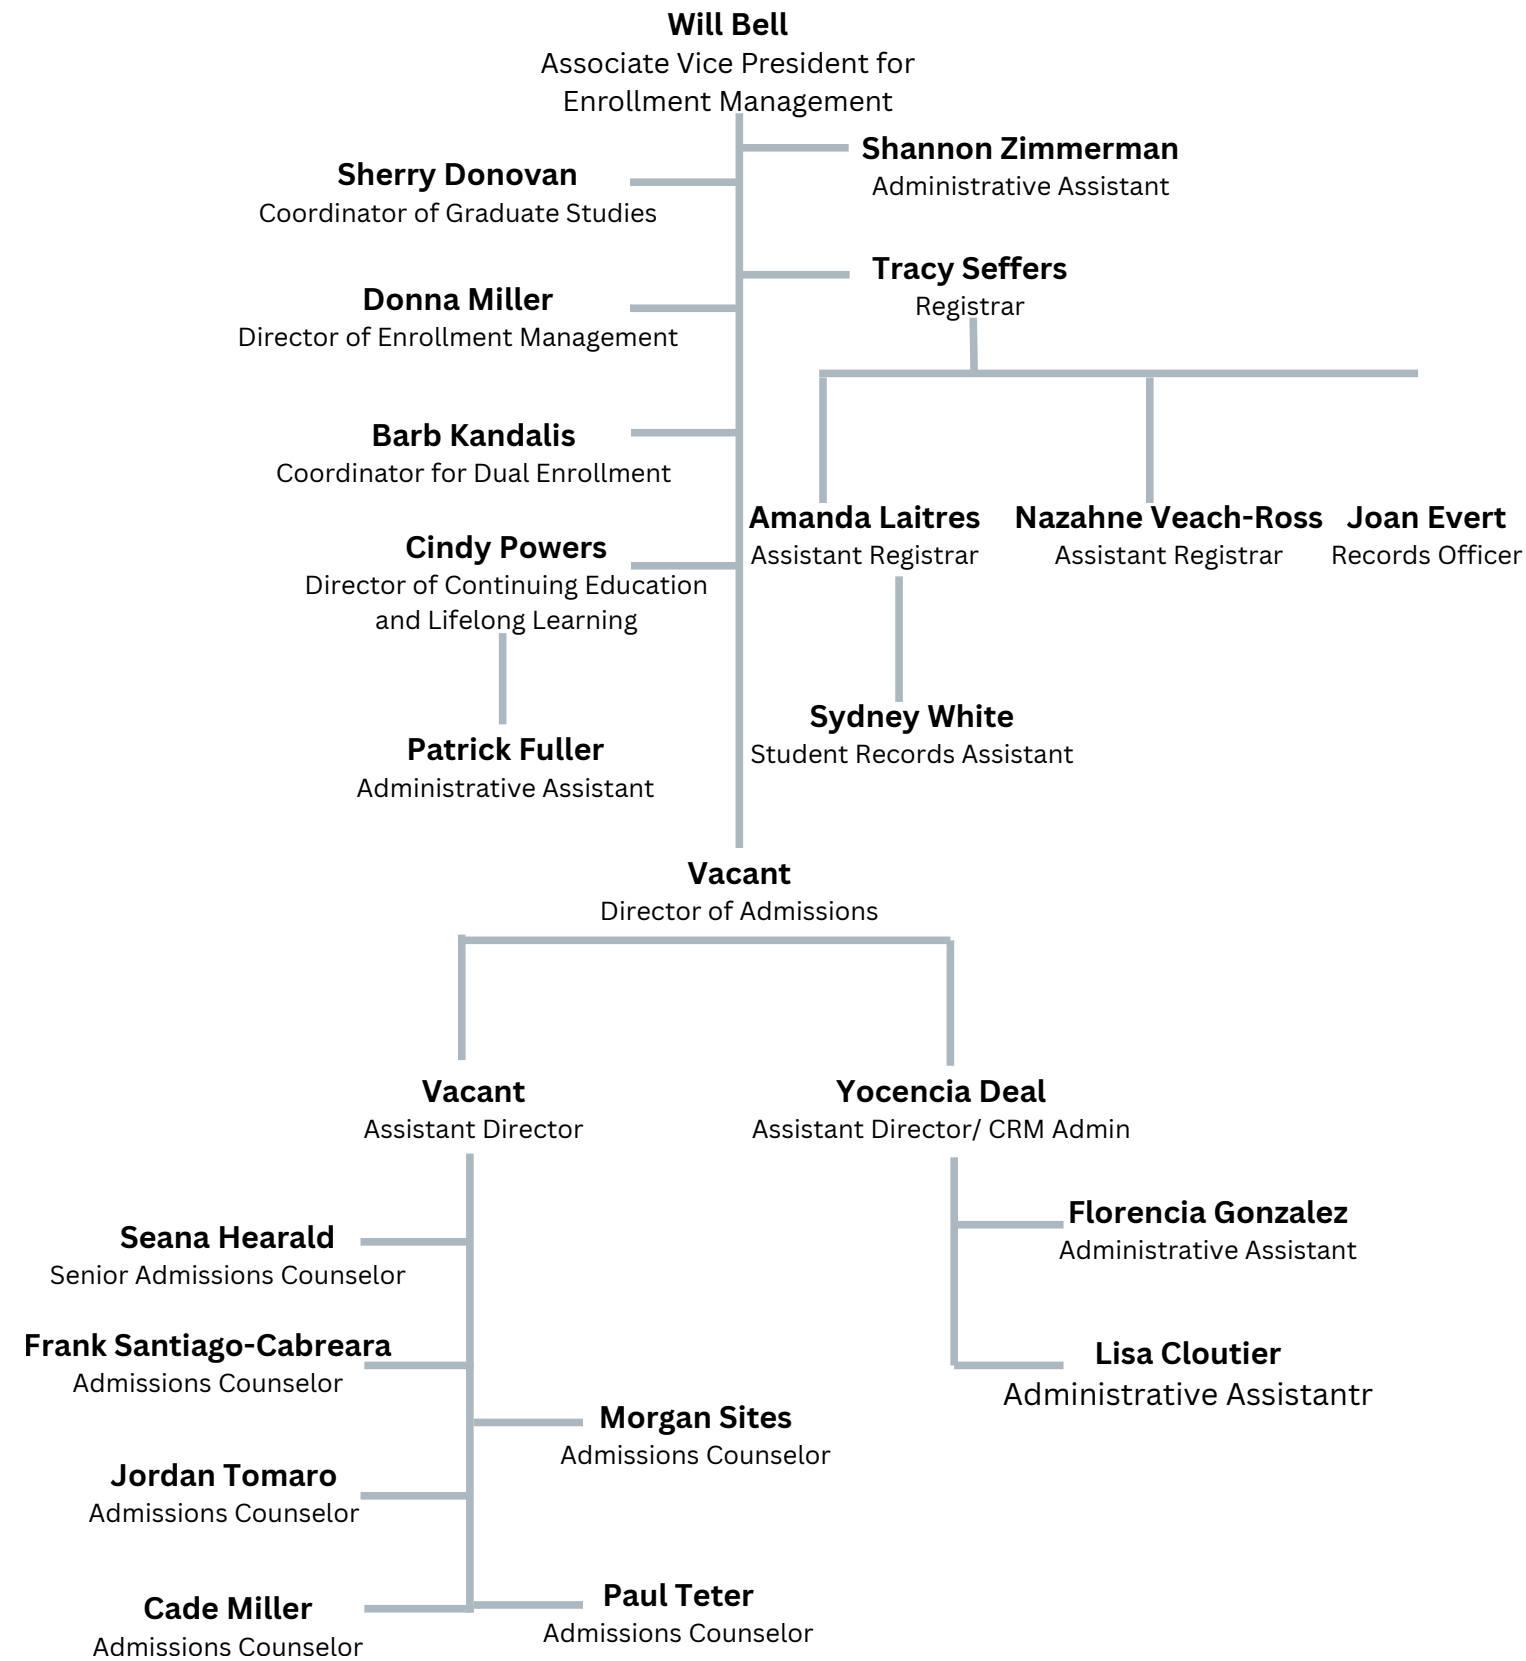 Will Bell
Associate Vice President for
Enrollment Management
Shannon Zimmerman
Administrative Assistant
Sherry Donovan
Coordinator of Graduate Studies
Tracy Seffers
Registrar
Donna Miller
Director of Enrollment Management
Barb Kandalis
Coordinator for Dual Enrollment
Amanda Laitres
Assistant Registrar
Nazahne Veach-Ross
Assistant Registrar
Joan Evert
Records Officer
Cindy Powers
Director of Continuing Education
and Lifelong Learning
Sydney White
Student Records Assistant
Patrick Fuller
Administrative Assistant
Vacant
Director of Admissions
Vacant
Assistant Director
Yocencia Deal
Assistant Director/ CRM Admin
Florencia Gonzalez
Administrative Assistant
Seana Hearald
Senior Admissions Counselor
Frank Santiago-Cabreara
Admissions Counselor
Lisa Cloutier
Administrative Assistantr
Morgan Sites
Admissions Counselor
Jordan Tomaro
Admissions Counselor
Paul Teter
Admissions Counselor
Cade Miller
Admissions Counselor